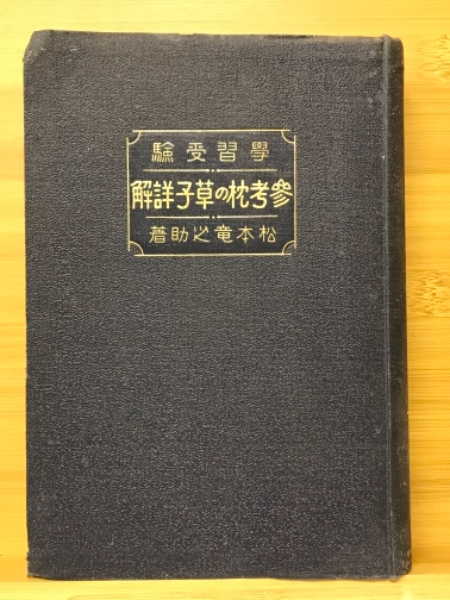 學習受驗
參考枕の草子詳解
松本竜之助著